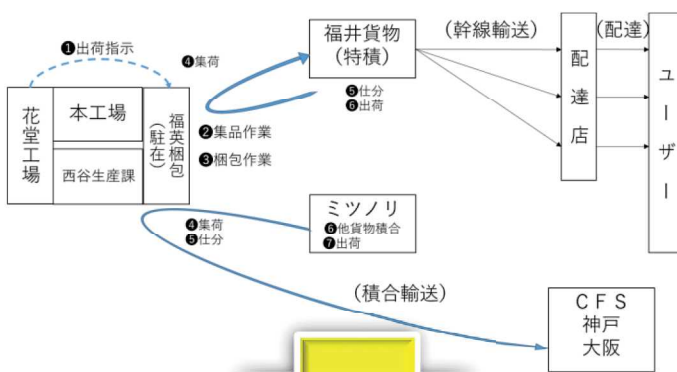 ❶出荷指示
❹集荷
福井貨物
(特積)
(幹線輸送)
(配達)
❺仕分
❻出荷
配達店
ユーザー
花堂工場
本工場
西谷生産課
福英梱包
(駐在)
❷集品作業
❸梱包作業
❹集荷
❺仕分
ミツノリ
❻他貨物積合
❼出荷
(積合輸送)
CFS
神戸
大阪